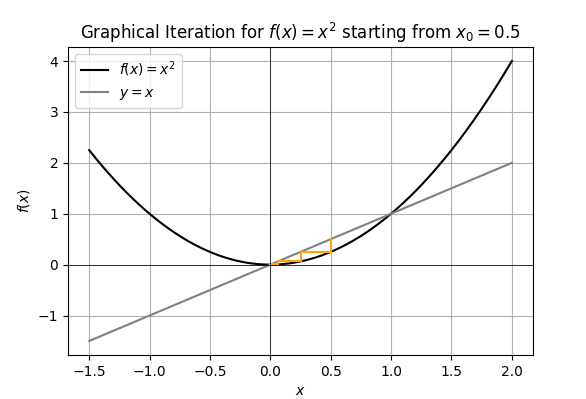 Graphical Iteration for f(x) = x² starting from x₀ = 0.5
f(x) = x²
y = x
f(x)
4
3
2
1
0
−1
−1.5 −1.0 −0.5 0.0 0.5 1.0 1.5 2.0
x